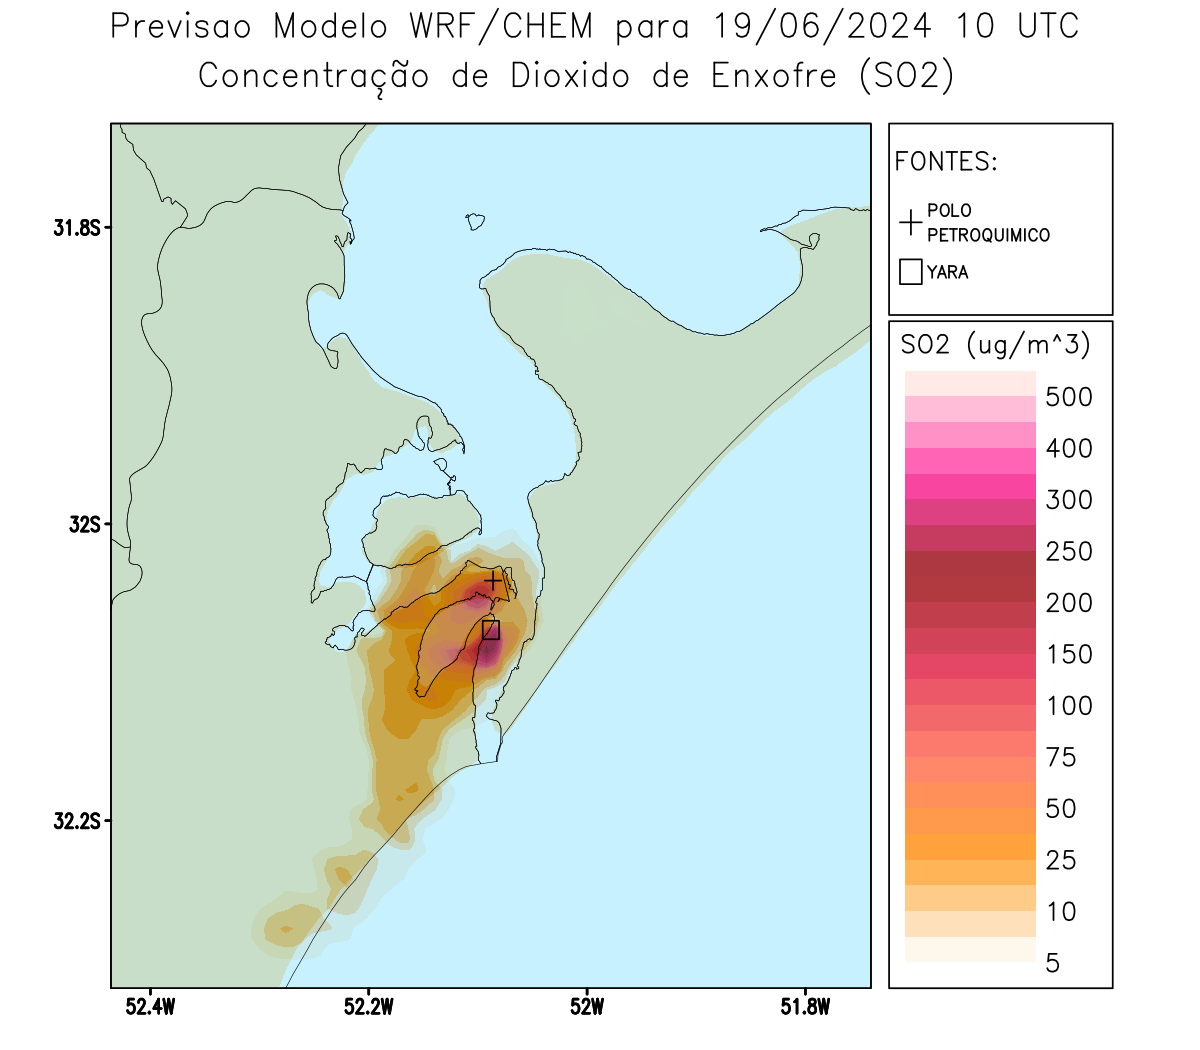 Previsao Modelo WRF/CHEM para 19/06/2024 10 UTC
Concentração de Dioxido de Enxofre (SO2)
FONTES:
POLO
PETROQUIMICO
YARA
31.8S
32S
32.2S
52.4W
52.2W
52W
51.8W
SO2 (ug/m^3)
500
400
300
250
200
150
100
75
50
25
10
5